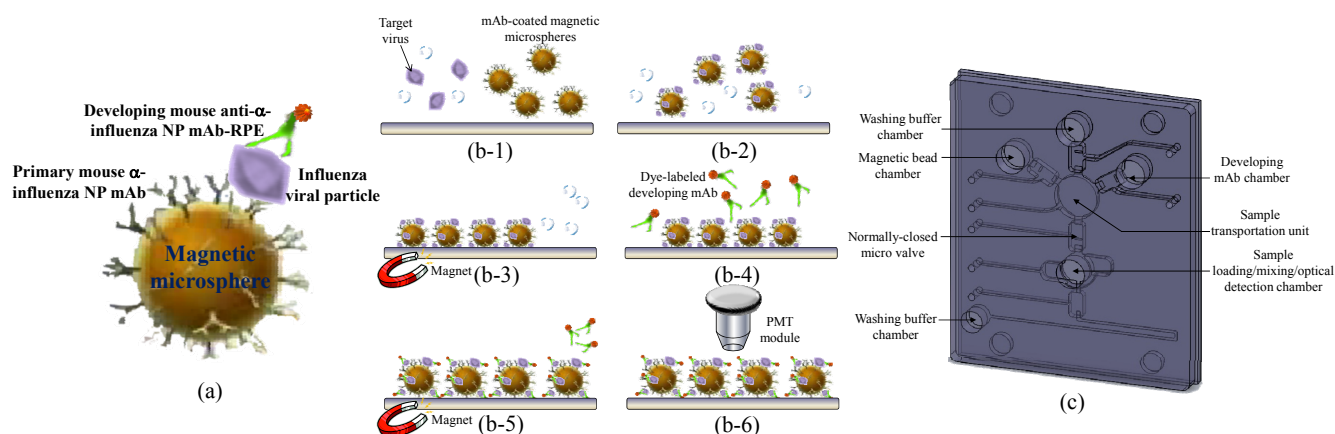 Developing mouse anti-α-
influenza NP mAb-RPE
Primary mouse α-
influenza NP mAb
Influenza
viral particle
Magnetic
microsphere
(a)
Target
virus
mAb-coated magnetic
microspheres
(b-1)
(b-2)
Magnet
(b-3)
Dye-labeled
developing mAb
(b-4)
Magnet
(b-5)
PMT
module
(b-6)
Washing buffer
chamber
Magnetic bead
chamber
Normally-closed
micro valve
Washing buffer
chamber
Developing
mAb chamber
Sample
transportation unit
Sample
loading/mixing/optical
detection chamber
(c)